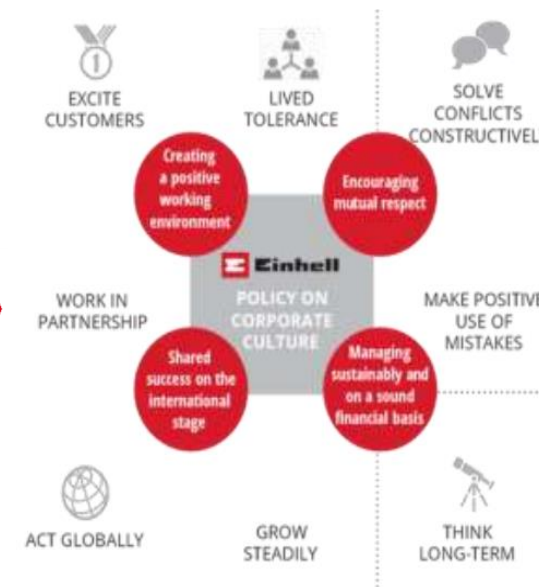 1
EXCITE
CUSTOMERS
LIVED
TOLERANCE
SOLVE
CONFLICTS
CONSTRUCTIVEL
Creating
a positive
working
environment
Encouraging
mutual respect
Einhell
POLICY ON
CORPORATE
CULTURE
WORK IN
PARTNERSHIP
MAKE POSITIVE
USE OF
MISTAKES
Shared
success on the
international
stage
Managing
sustainably and
on a sound
financial basis
ACT GLOBALLY
GROW
STEADILY
THINK
LONG-TERM